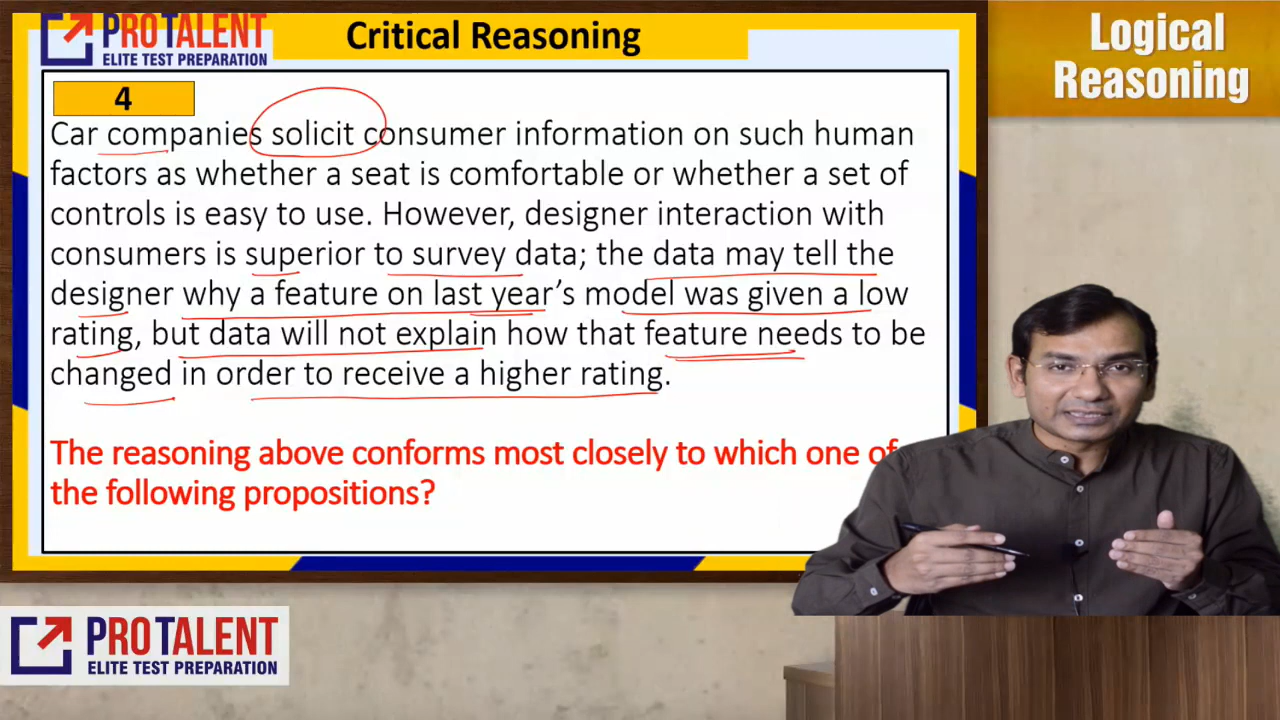 PROTALENT
ELITE TEST PREPARATION
Critical Reasoning
Logical
Reasoning
4
Car companies solicit consumer information on such human
factors as whether a seat is comfortable or whether a set of
controls is easy to use. However, designer interaction with
consumers is superior to survey data; the data may tell the
designer why a feature on last year's model was given a low
rating, but data will not explain how that feature needs to be
changed in order to receive a higher rating.
The reasoning above conforms most closely to which one of
the following propositions?
PROTALENT
ELITE TEST PREPARATION